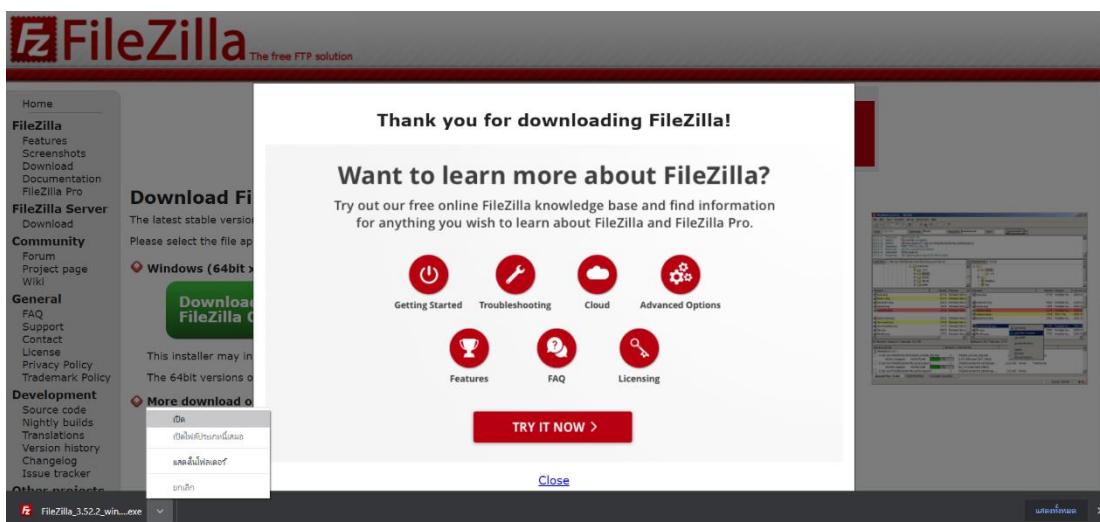 FileZilla
The free FTP solution
Home
FileZilla
Features
Screenshots
Download
Documentation
FileZilla Pro
FileZilla Server
Download
Community
Forum
Project page
Wiki
General
FAQ
Support
Contact
License
Privacy Policy
Trademark Policy
Development
Source code
Nightly builds
Translations
Version history
Changelog
Issue tracker
Other projects
Download Fi
The latest stable versio
Please select the file ap
Windows (64bit x
Downloa
FileZilla C
This installer may in
The 64bit versions o
More download o
Thank you for downloading FileZilla!
Want to learn more about FileZilla?
Try out our free online FileZilla knowledge base and find information
for anything you wish to learn about FileZilla and FileZilla Pro.
Getting Started Troubleshooting Cloud Advanced Options
Features FAQ Licensing
TRY IT NOW >
Close
เปิด
เปิดไฟล์ประเภทนี้เสมอ
แสดงในโฟลเดอร์
ยกเลิก
FileZilla_3.52.2_win....exe
แสดงทั้งหมด